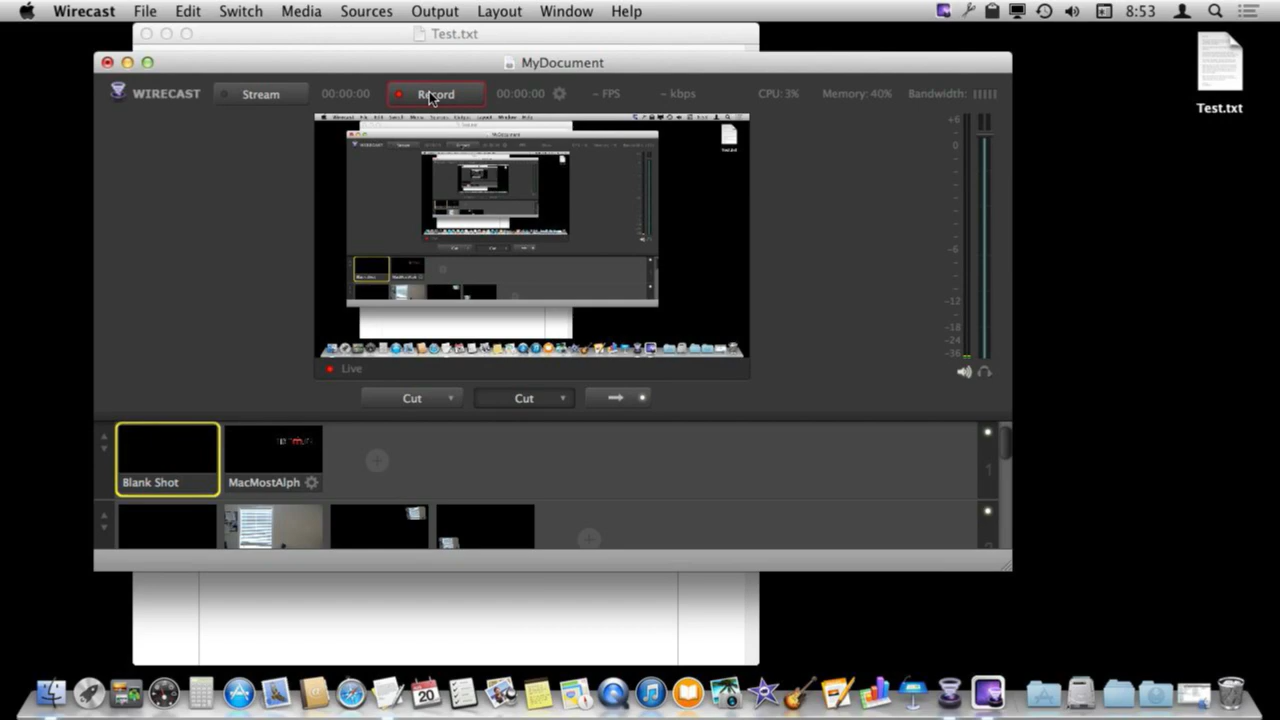 Wirecast File Edit Switch Media Sources Output Layout Window Help 8:53
Test.txt
MyDocument
WIRECAST Stream 00:00:00 Record 00:00:00 – FPS – kbps CPU: 3% Memory: 40% Bandwidth:
Test.txt
+6
0
-6
-12
-18
-24
-36
Live
Cut Cut
Blank Shot MacMostAlph
1
20